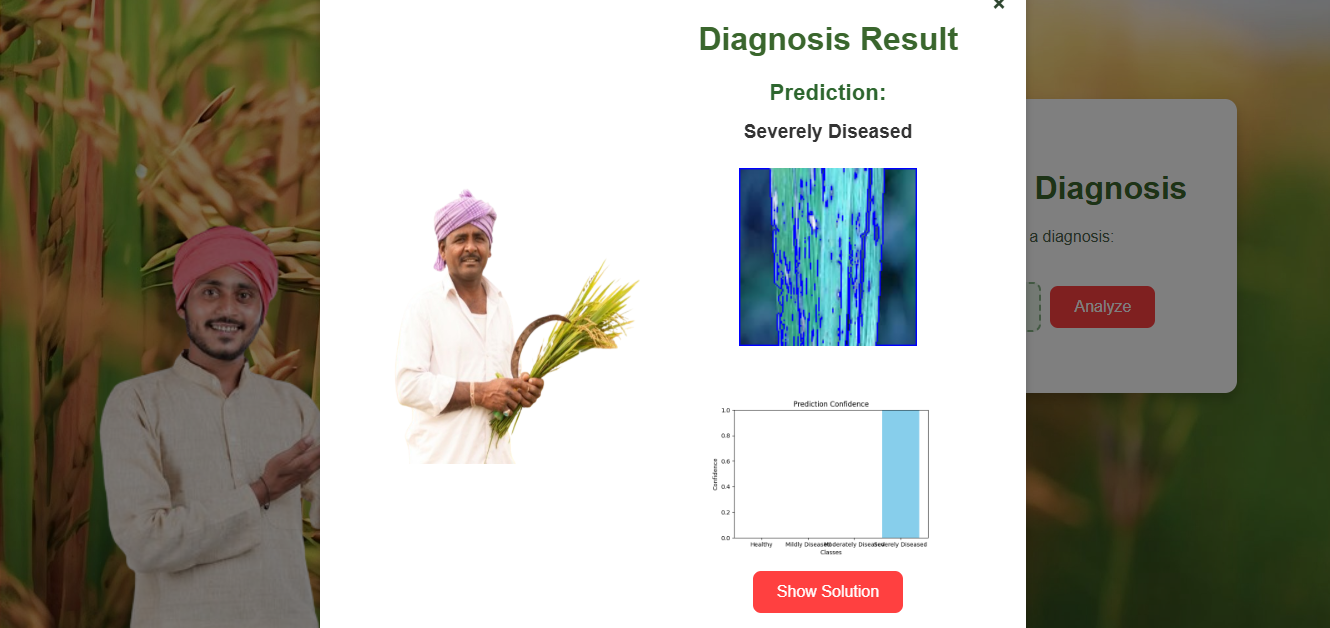 ×
Diagnosis Result
Prediction:
Severely Diseased
Diagnosis
a diagnosis:
Analyze
Prediction Confidence
1.0
0.8
0.6
0.4
0.2
0.0
Confidence
Healthy Mildly Diseased Moderately Diseased Severely Diseased
Classes
Show Solution